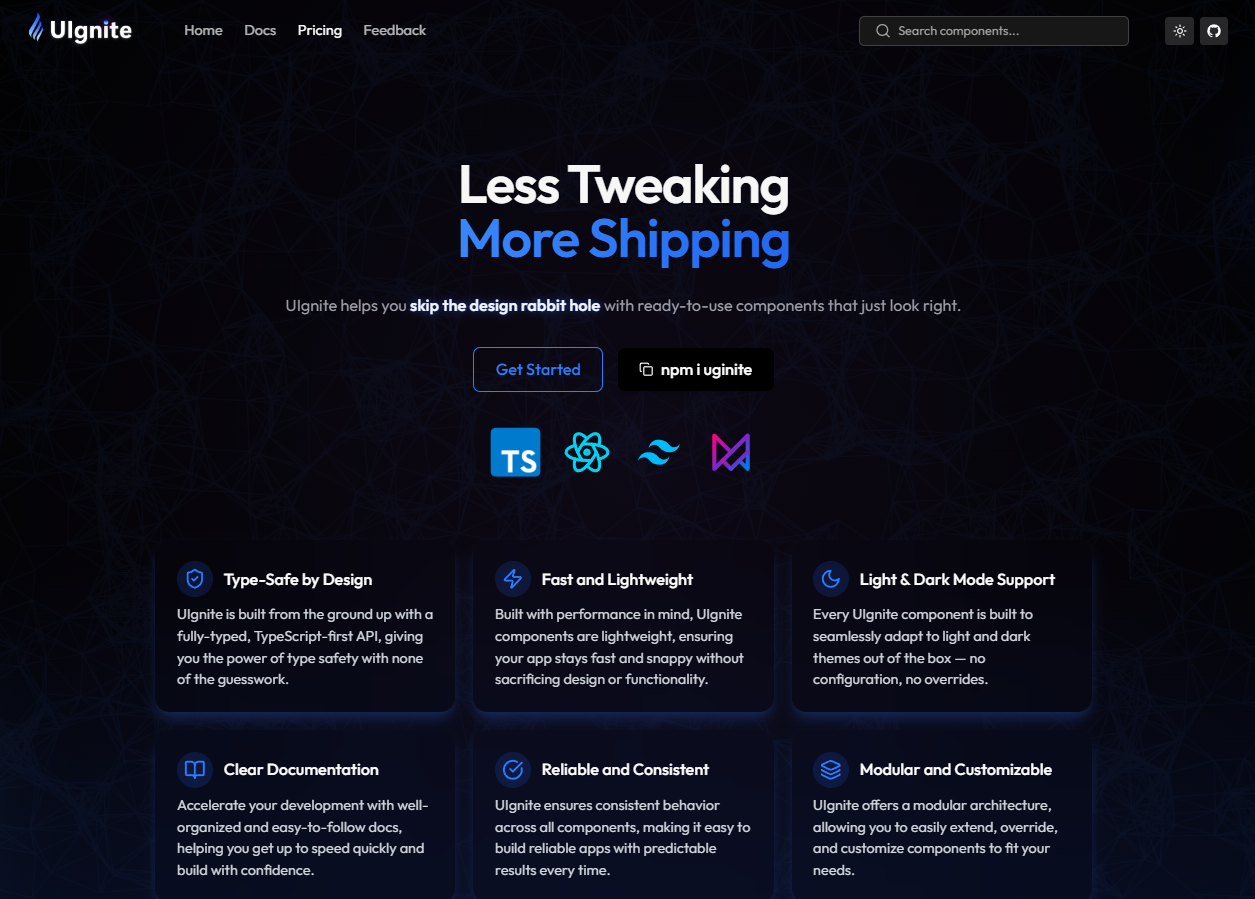 UIgnite
Home Docs Pricing Feedback
Search components...
Less Tweaking
More Shipping
UIgnite helps you skip the design rabbit hole with ready-to-use components that just look right.
Get Started
npm i uginite
TS
Type-Safe by Design
UIgnite is built from the ground up with a
fully-typed, TypeScript-first API, giving
you the power of type safety with none
of the guesswork.
Fast and Lightweight
Built with performance in mind, UIgnite
components are lightweight, ensuring
your app stays fast and snappy without
sacrificing design or functionality.
Light & Dark Mode Support
Every UIgnite component is built to
seamlessly adapt to light and dark
themes out of the box — no
configuration, no overrides.
Clear Documentation
Accelerate your development with well-
organized and easy-to-follow docs,
helping you get up to speed quickly and
build with confidence.
Reliable and Consistent
UIgnite ensures consistent behavior
across all components, making it easy to
build reliable apps with predictable
results every time.
Modular and Customizable
UIgnite offers a modular architecture,
allowing you to easily extend, override,
and customize components to fit your
needs.